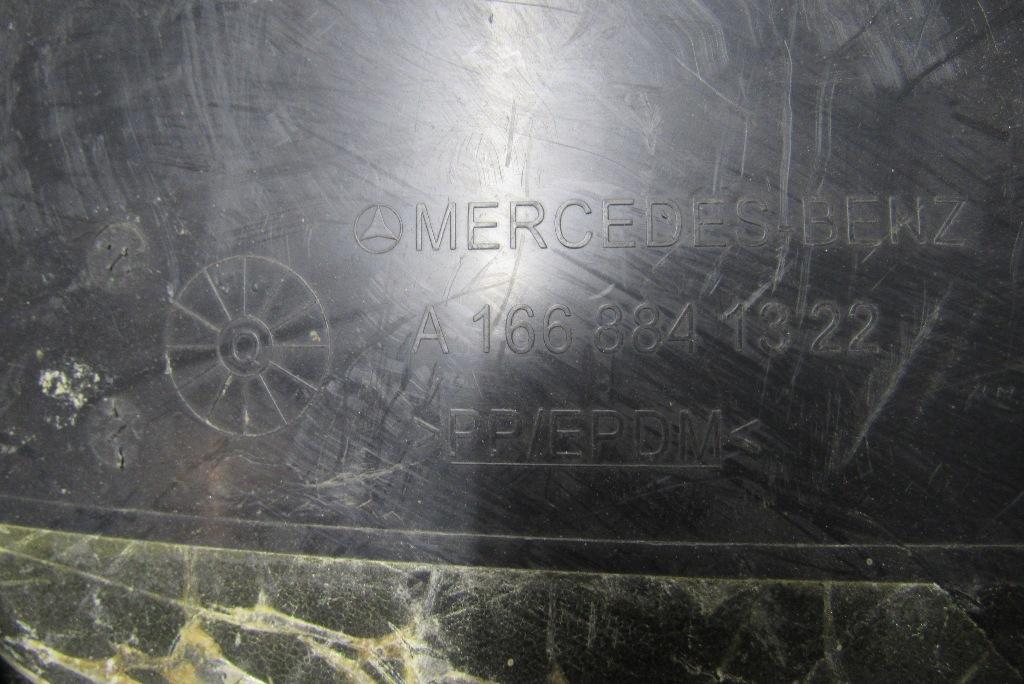 MERCEDES-BENZ
A 166 884 13 22
>PP/EPDM<